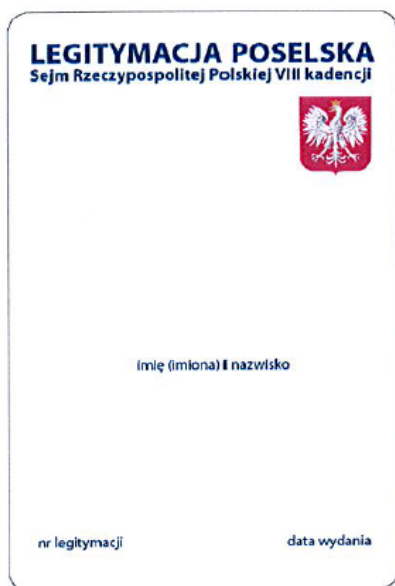 LEGITYMACJA POSELSKA
Sejm Rzeczypospolitej Polskiej VIII kadencji
imię (imiona) i nazwisko
nr legitymacji
data wydania